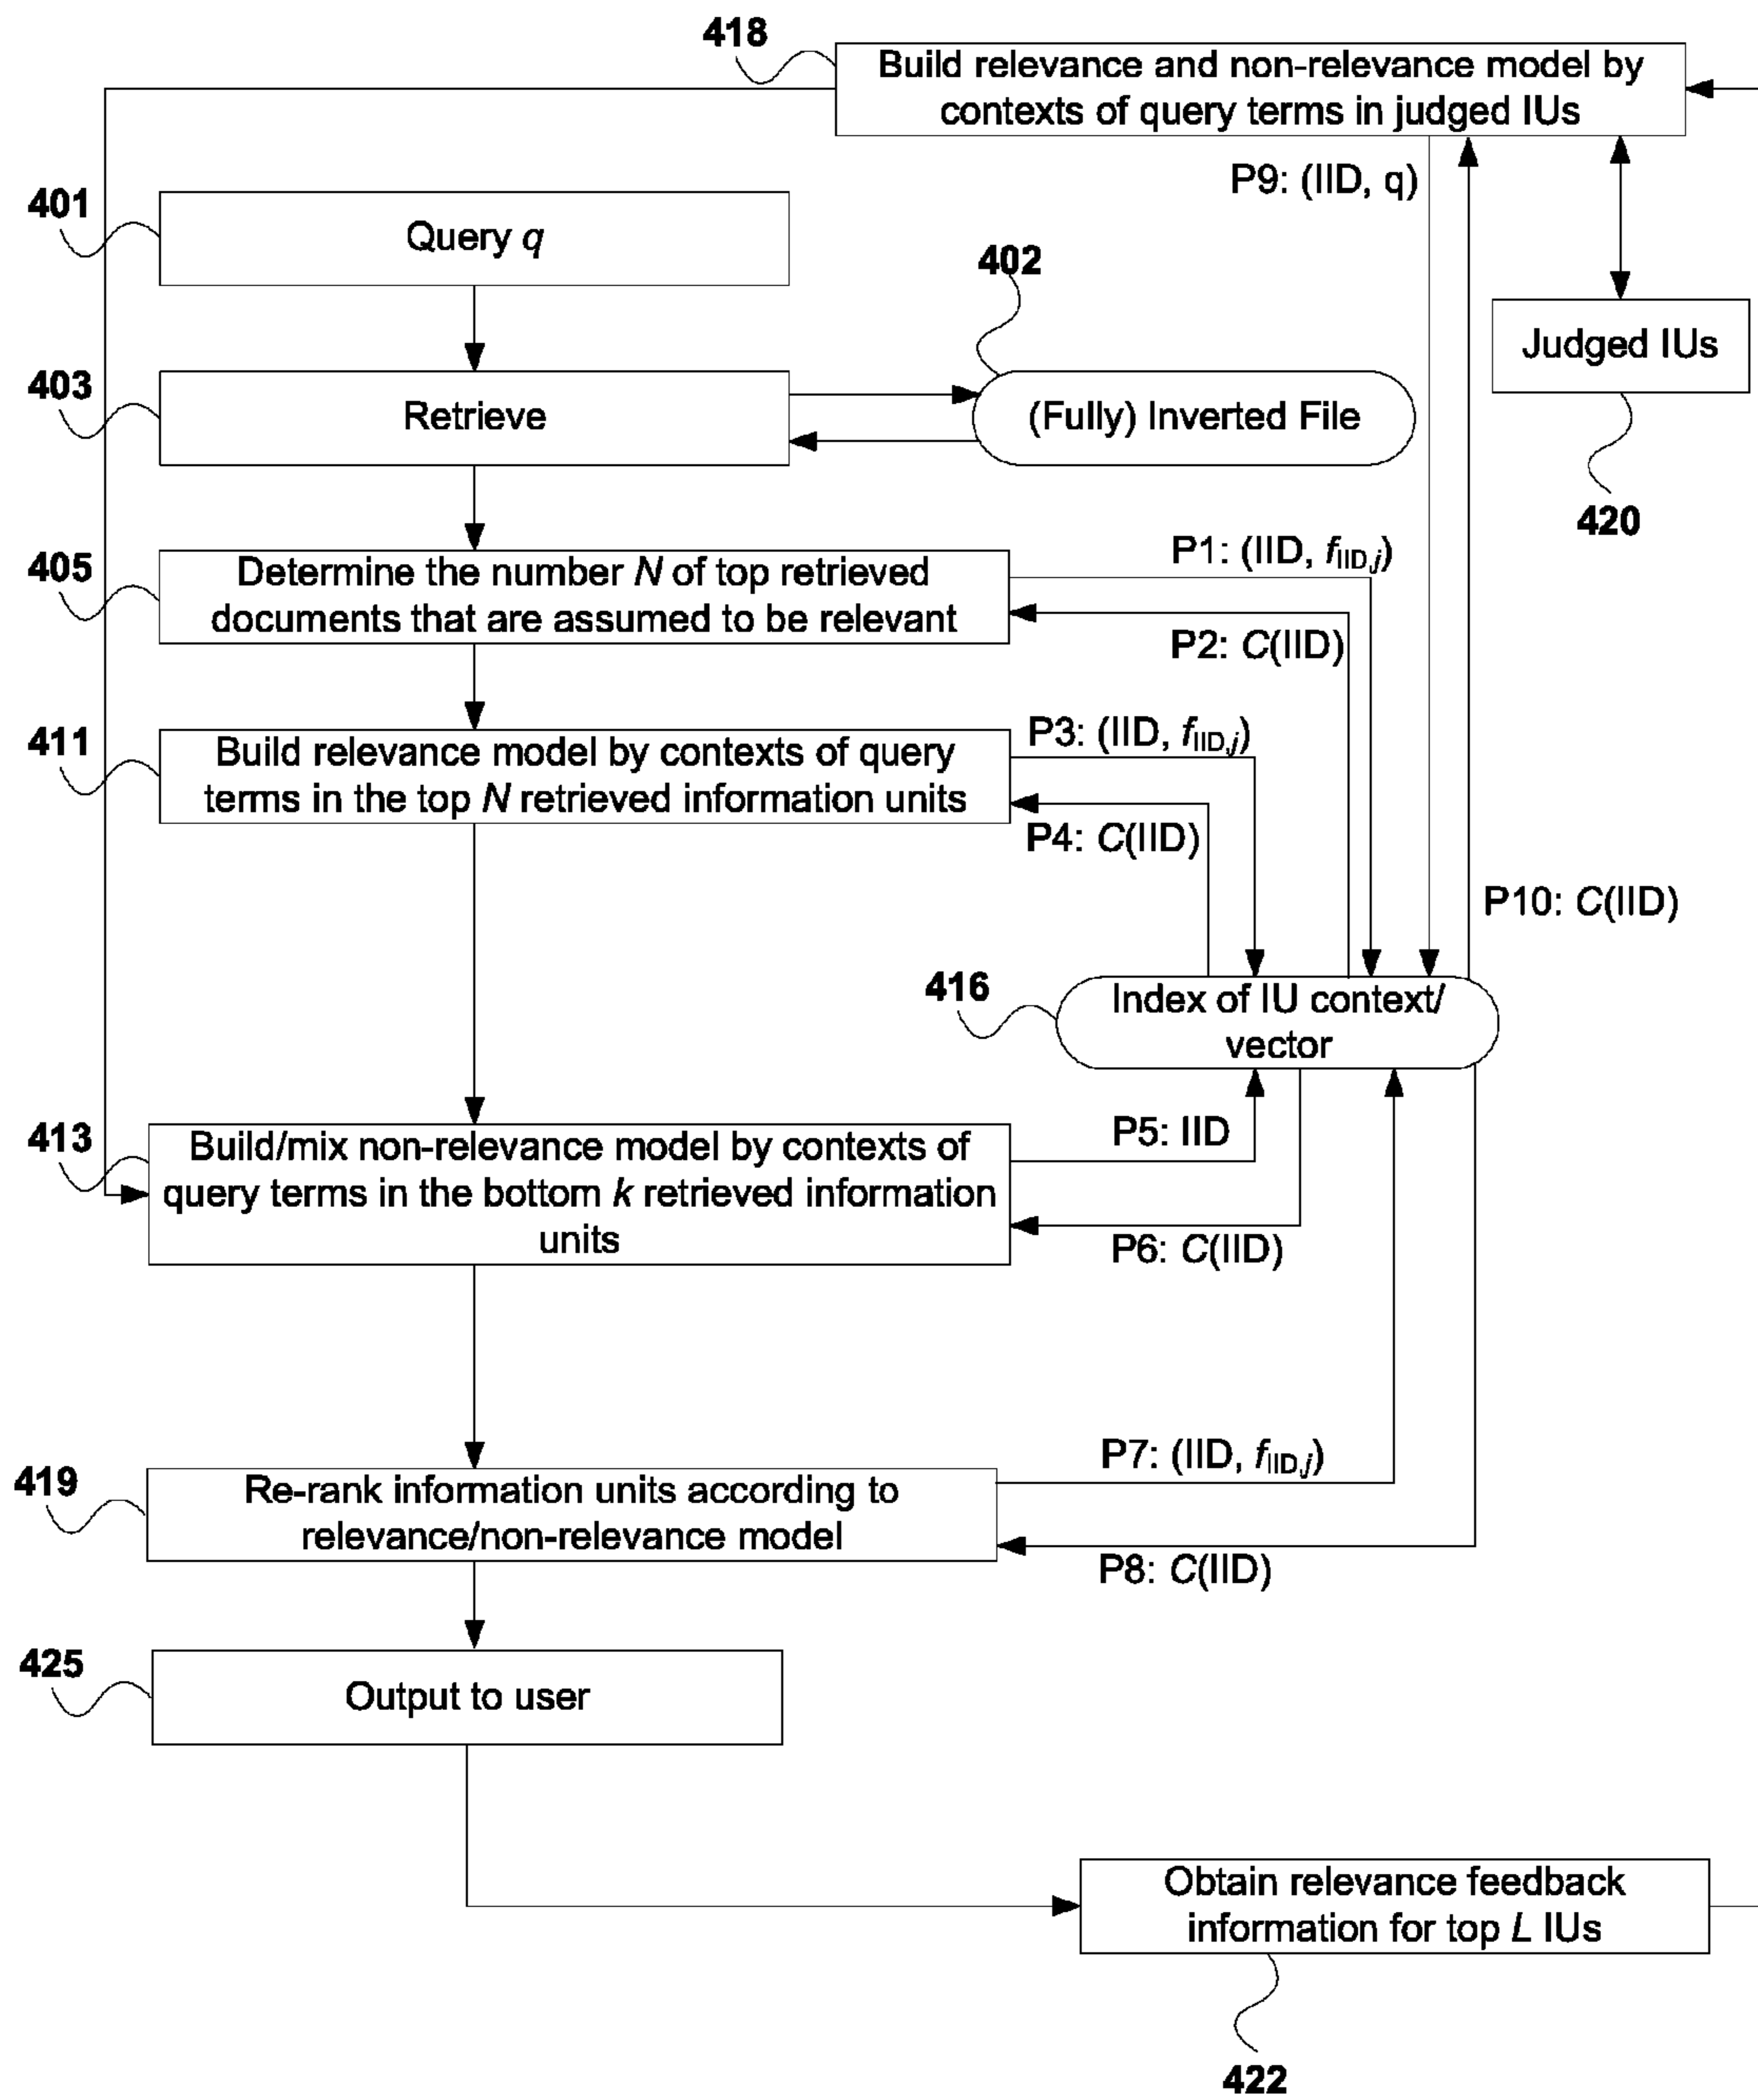 418
Build relevance and non-relevance model by
contexts of query terms in judged IUs
P9: (IID, q)
401
Query q
402
Judged IUs
403
Retrieve
(Fully) Inverted File
420
405
Determine the number N of top retrieved
documents that are assumed to be relevant
P1: (IID, fIID,j)
P2: C(IID)
411
Build relevance model by contexts of query
terms in the top N retrieved information units
P3: (IID, fIID,j)
P4: C(IID)
P10: C(IID)
416
Index of IU context/
vector
413
Build/mix non-relevance model by contexts of
query terms in the bottom k retrieved information
units
P5: IID
P6: C(IID)
419
Re-rank information units according to
relevance/non-relevance model
P7: (IID, fIID,j)
P8: C(IID)
425
Output to user
Obtain relevance feedback
information for top L IUs
422